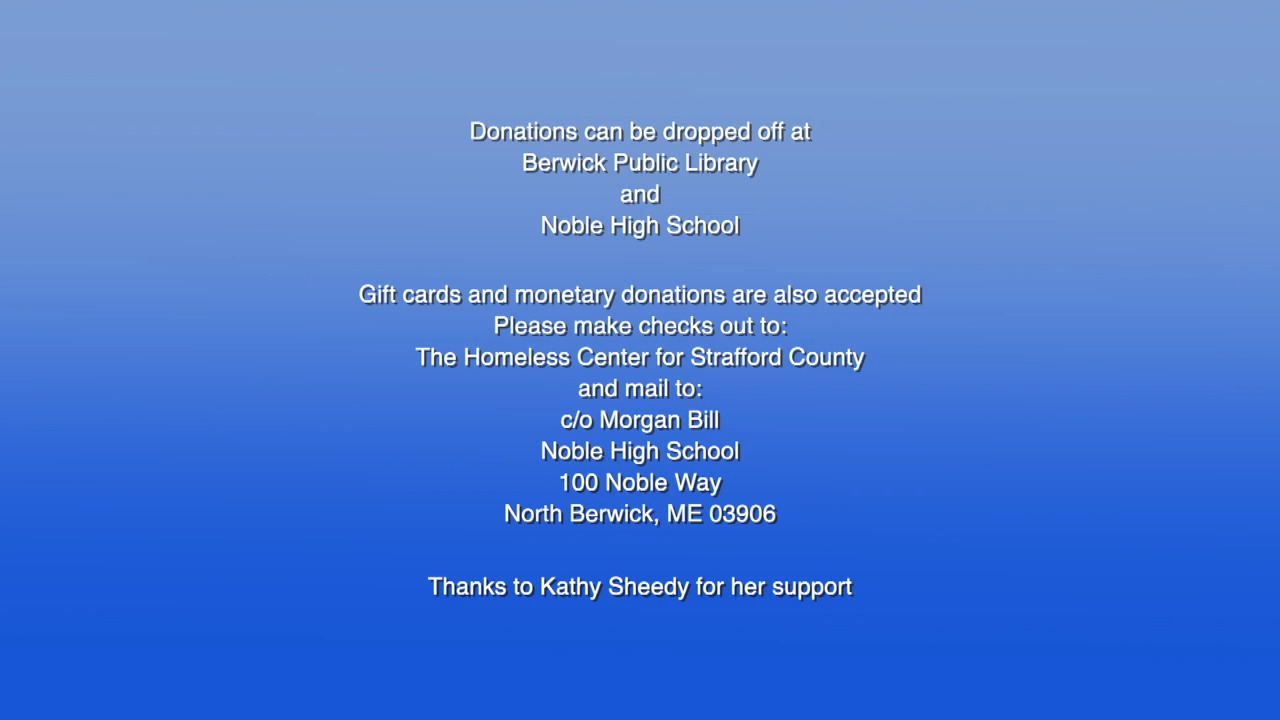 Donations can be dropped off at
Berwick Public Library
and
Noble High School
Gift cards and monetary donations are also accepted
Please make checks out to:
The Homeless Center for Strafford County
and mail to:
c/o Morgan Bill
Noble High School
100 Noble Way
North Berwick, ME 03906
Thanks to Kathy Sheedy for her support